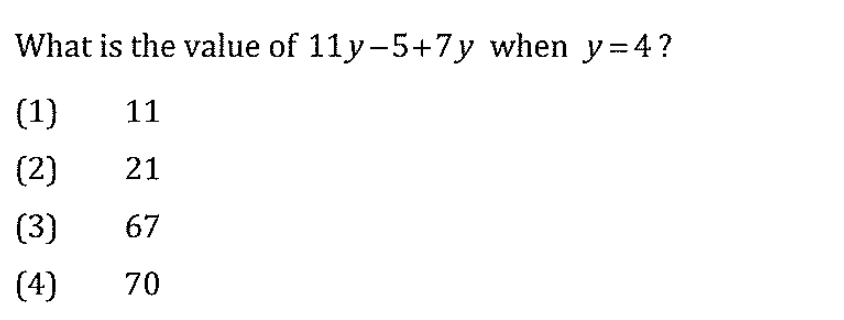 What is the value of 11y−5+7y when y=4?
(1) 11
(2) 21
(3) 67
(4) 70